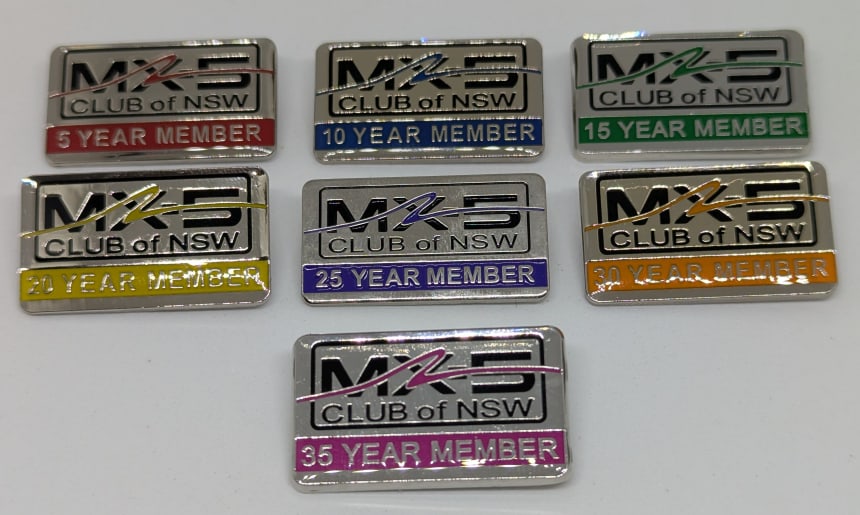 MX-5
CLUB of NSW
5 YEAR MEMBER
MX-5
CLUB of NSW
10 YEAR MEMBER
MX-5
CLUB of NSW
15 YEAR MEMBER
MX-5
CLUB of NSW
20 YEAR MEMBER
MX-5
CLUB of NSW
25 YEAR MEMBER
MX-5
CLUB of NSW
30 YEAR MEMBER
MX-5
CLUB of NSW
35 YEAR MEMBER